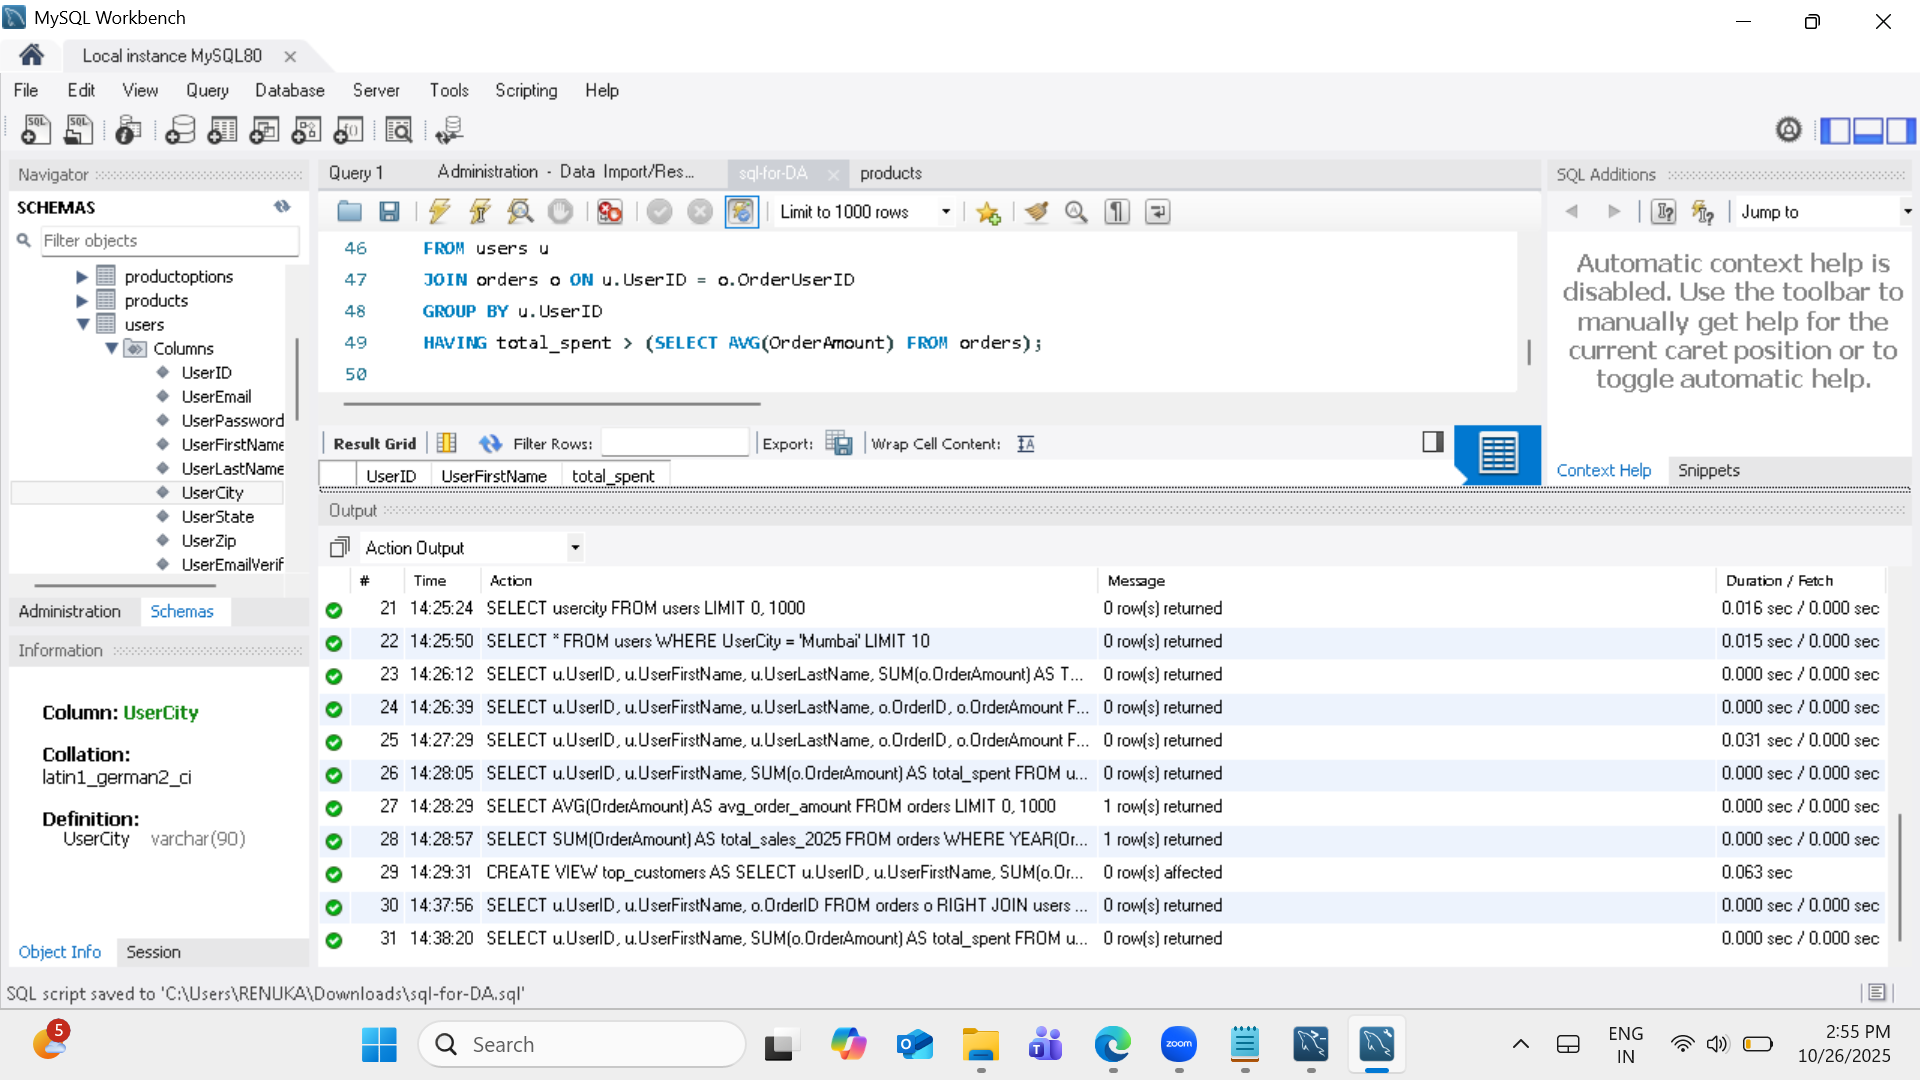 MySQL Workbench
Local instance MySQL80
File Edit View Query Database Server Tools Scripting Help
Navigator
SCHEMAS
Filter objects
productoptions
products
users
Columns
UserID
UserEmail
UserPassword
UserFirstName
UserLastName
UserCity
UserState
UserZip
UserEmailVerif
Administration Schemas
Information
Column: UserCity
Collation:
latin1_german2_ci
Definition:
UserCity varchar(90)
Object Info Session
Query 1 Administration - Data Import/Res... sql-for-DA products
Limit to 1000 rows
46 FROM users u
47 JOIN orders o ON u.UserID = o.OrderUserID
48 GROUP BY u.UserID
49 HAVING total_spent > (SELECT AVG(OrderAmount) FROM orders);
50
Result Grid Filter Rows: Export: Wrap Cell Content:
UserID UserFirstName total_spent
SQL Additions
Jump to
Automatic context help is
disabled. Use the toolbar to
manually get help for the
current caret position or to
toggle automatic help.
Context Help Snippets
Output
Action Output
# Time Action Message Duration / Fetch
21 14:25:24 SELECT usercity FROM users LIMIT 0, 1000 0 row(s) returned 0.016 sec / 0.000 sec
22 14:25:50 SELECT * FROM users WHERE UserCity = 'Mumbai' LIMIT 10 0 row(s) returned 0.015 sec / 0.000 sec
23 14:26:12 SELECT u.UserID, u.UserFirstName, u.UserLastName, SUM(o.OrderAmount) AS T... 0 row(s) returned 0.000 sec / 0.000 sec
24 14:26:39 SELECT u.UserID, u.UserFirstName, u.UserLastName, o.OrderID, o.OrderAmount F... 0 row(s) returned 0.000 sec / 0.000 sec
25 14:27:29 SELECT u.UserID, u.UserFirstName, u.UserLastName, o.OrderID, o.OrderAmount F... 0 row(s) returned 0.031 sec / 0.000 sec
26 14:28:05 SELECT u.UserID, u.UserFirstName, SUM(o.OrderAmount) AS total_spent FROM u... 0 row(s) returned 0.000 sec / 0.000 sec
27 14:28:29 SELECT AVG(OrderAmount) AS avg_order_amount FROM orders LIMIT 0, 1000 1 row(s) returned 0.000 sec / 0.000 sec
28 14:28:57 SELECT SUM(OrderAmount) AS total_sales_2025 FROM orders WHERE YEAR(Or... 1 row(s) returned 0.000 sec / 0.000 sec
29 14:29:31 CREATE VIEW top_customers AS SELECT u.UserID, u.UserFirstName, SUM(o.Or... 0 row(s) affected 0.063 sec
30 14:37:56 SELECT u.UserID, u.UserFirstName, o.OrderID FROM orders o RIGHT JOIN users ... 0 row(s) returned 0.000 sec / 0.000 sec
31 14:38:20 SELECT u.UserID, u.UserFirstName, SUM(o.OrderAmount) AS total_spent FROM u... 0 row(s) returned 0.000 sec / 0.000 sec
SQL script saved to 'C:\Users\RENUKA\Downloads\sql-for-DA.sql'
5
Search
zoom
ENG
IN
2:55 PM
10/26/2025